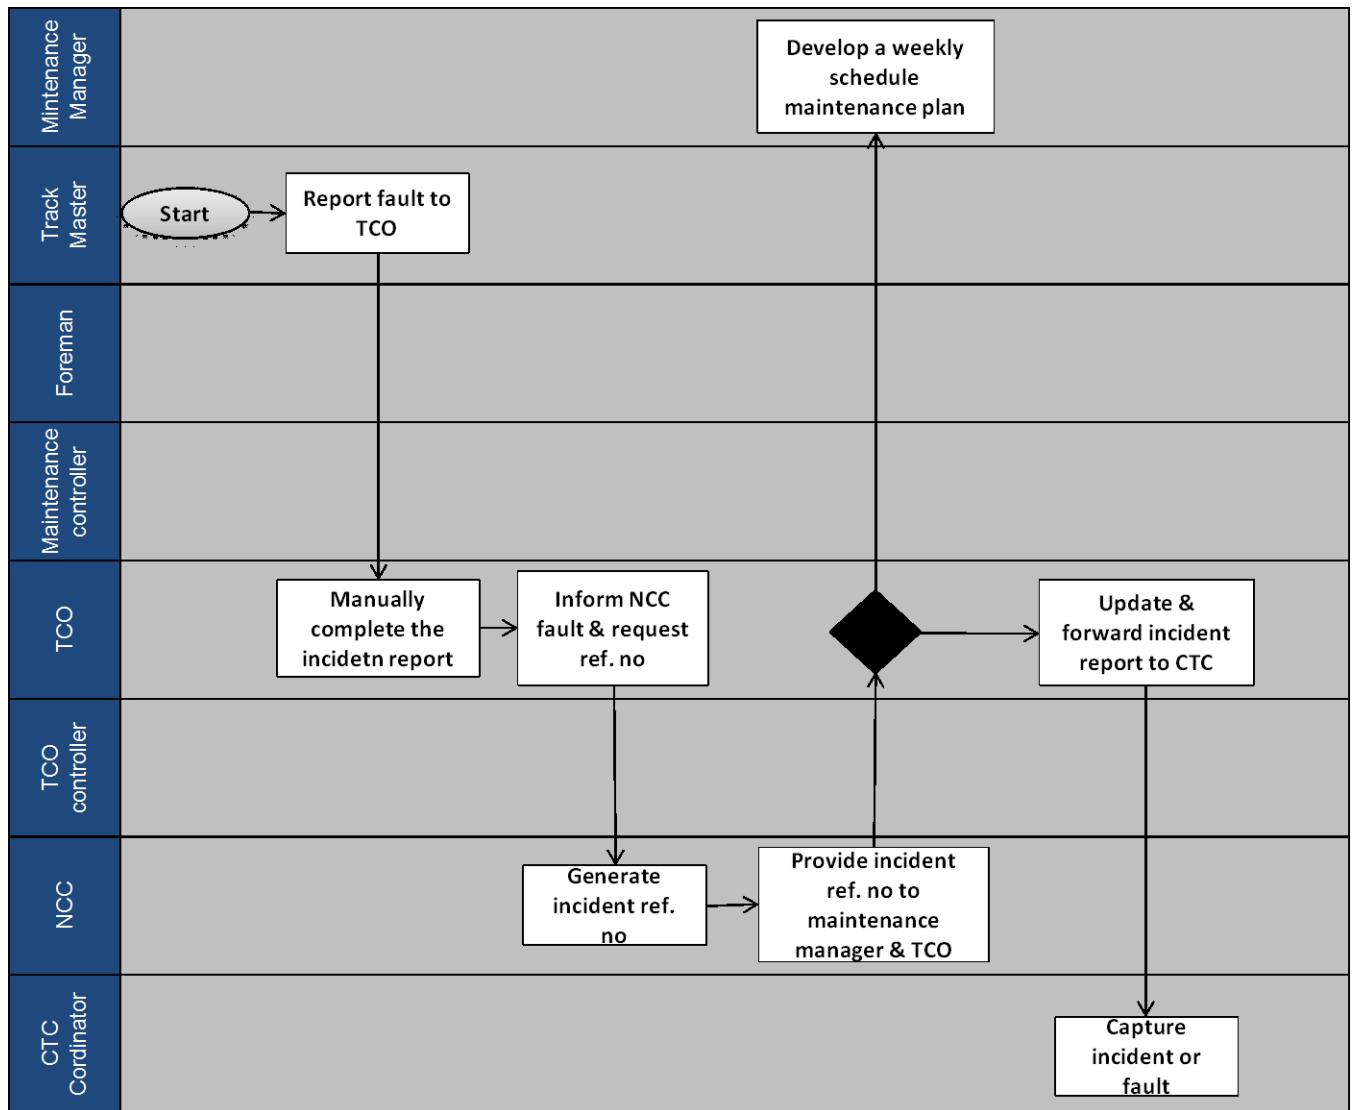 Mintenance
Manager
Develop a weekly
schedule
maintenance plan
Track
Master
Start
Report fault to
TCO
Foreman
Maintenance
controller
TCO
Manually
complete the
incidetn report
Inform NCC
fault & request
ref. no
Update &
forward incident
report to CTC
TCO
controller
NCC
Generate
incident ref.
no
Provide incident
ref. no to
maintenance
manager & TCO
CTC
Cordinator
Capture
incident or
fault